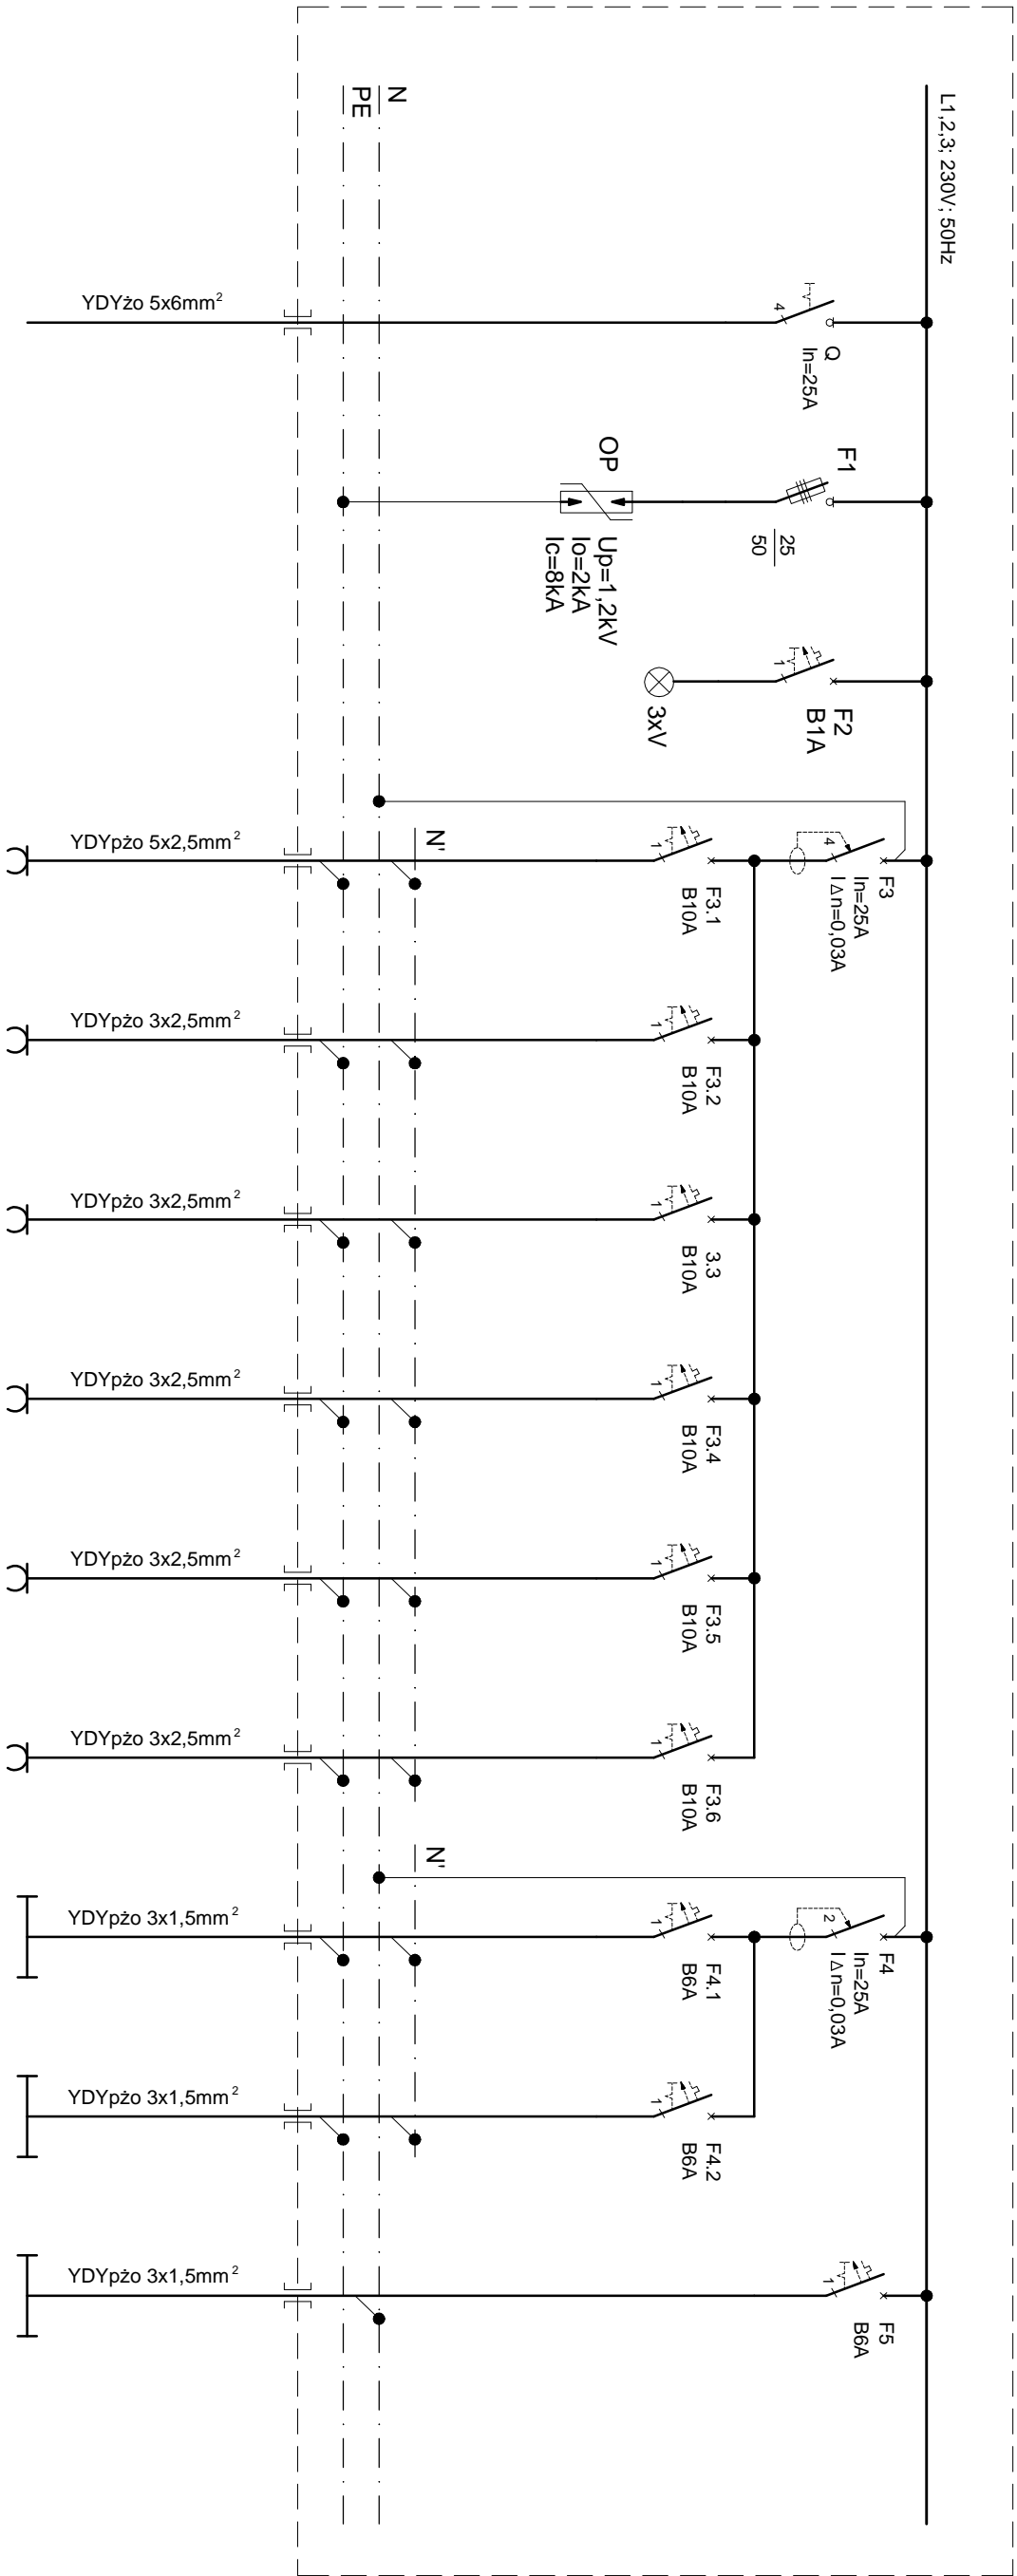 L1,2,3; 230V; 50Hz
N
PE
YDYżo 5x6mm²
4
Q
In=25A
F1
25
50
OP
Up=1,2kV
Io=2kA
Ic=8kA
1
F2
B1A
3xV
4
F3
In=25A
I∆n=0,03A
N'
1
F3.1
B10A
YDYpżo 5x2,5mm²
1
F3.2
B10A
YDYpżo 3x2,5mm²
1
3.3
B10A
YDYpżo 3x2,5mm²
1
F3.4
B10A
YDYpżo 3x2,5mm²
1
F3.5
B10A
YDYpżo 3x2,5mm²
1
F3.6
B10A
YDYpżo 3x2,5mm²
2
F4
In=25A
I∆n=0,03A
N'
1
F4.1
B6A
YDYpżo 3x1,5mm²
1
F4.2
B6A
YDYpżo 3x1,5mm²
1
F5
B6A
YDYpżo 3x1,5mm²